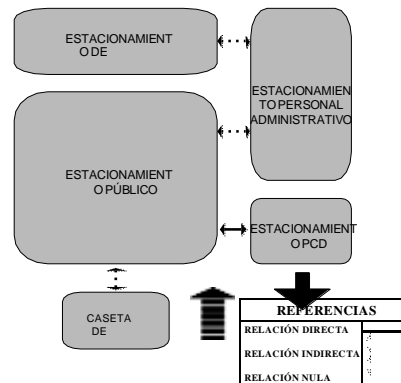 ESTACIONAMIENT
O DE
ESTACIONAMIEN
TO PERSONAL
ADMINISTRATIVO
ESTACIONAMIENT
O PÚBLICO
ESTACIONAMIENT
O PCD
CASETA
DE
REFERENCIAS
RELACIÓN DIRECTA
RELACIÓN INDIRECTA
RELACIÓN NULA